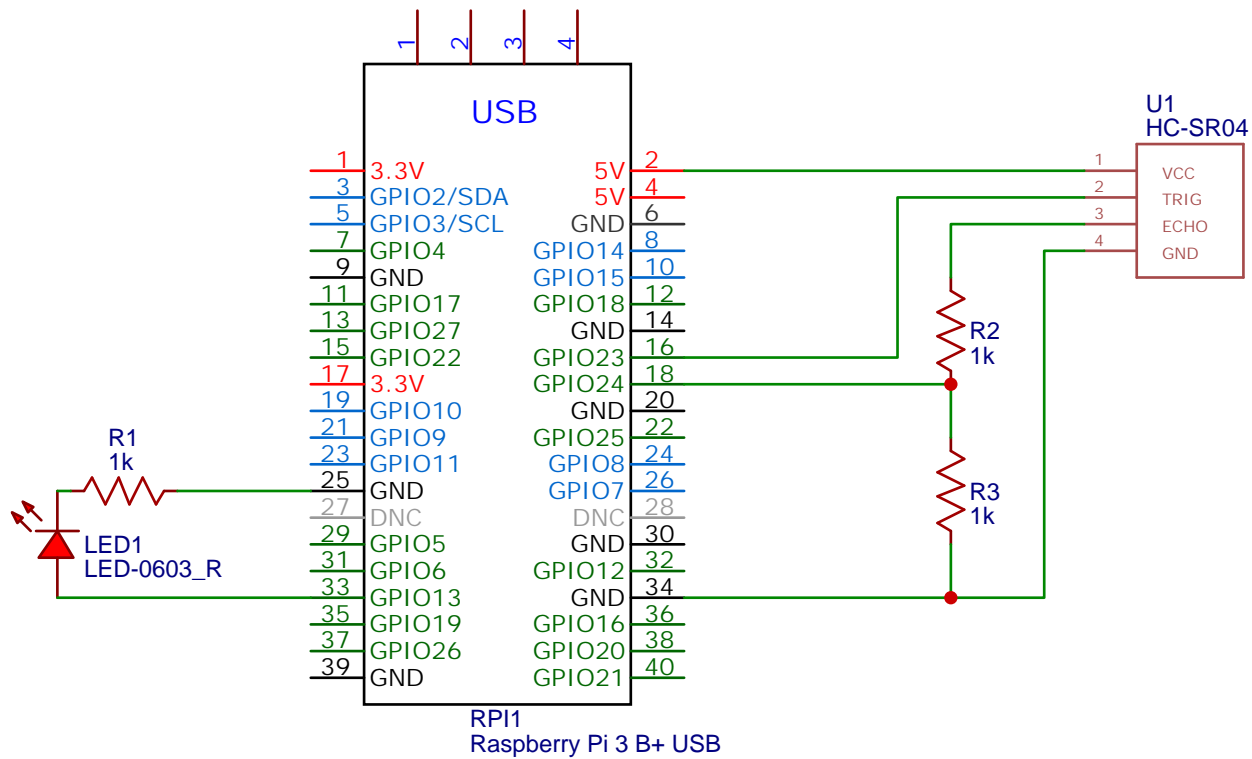 1 2 3 4
USB
U1
HC-SR04
1 3.3V 5V 2
3 GPIO2/SDA 5V 4
5 GPIO3/SCL GND 6
7 GPIO4 GPIO14 8
9 GND GPIO15 10
11 GPIO17 GPIO18 12
13 GPIO27 GND 14
15 GPIO22 GPIO23 16
17 3.3V GPIO24 18
19 GPIO10 GND 20
21 GPIO9 GPIO25 22
23 GPIO11 GPIO8 24
25 GND GPIO7 26
27 DNC DNC 28
29 GPIO5 GND 30
31 GPIO6 GPIO12 32
33 GPIO13 GND 34
35 GPIO19 GPIO16 36
37 GPIO26 GPIO20 38
39 GND GPIO21 40
1 VCC
2 TRIG
3 ECHO
4 GND
R2
1k
R3
1k
R1
1k
LED1
LED-0603_R
RPI1
Raspberry Pi 3 B+ USB